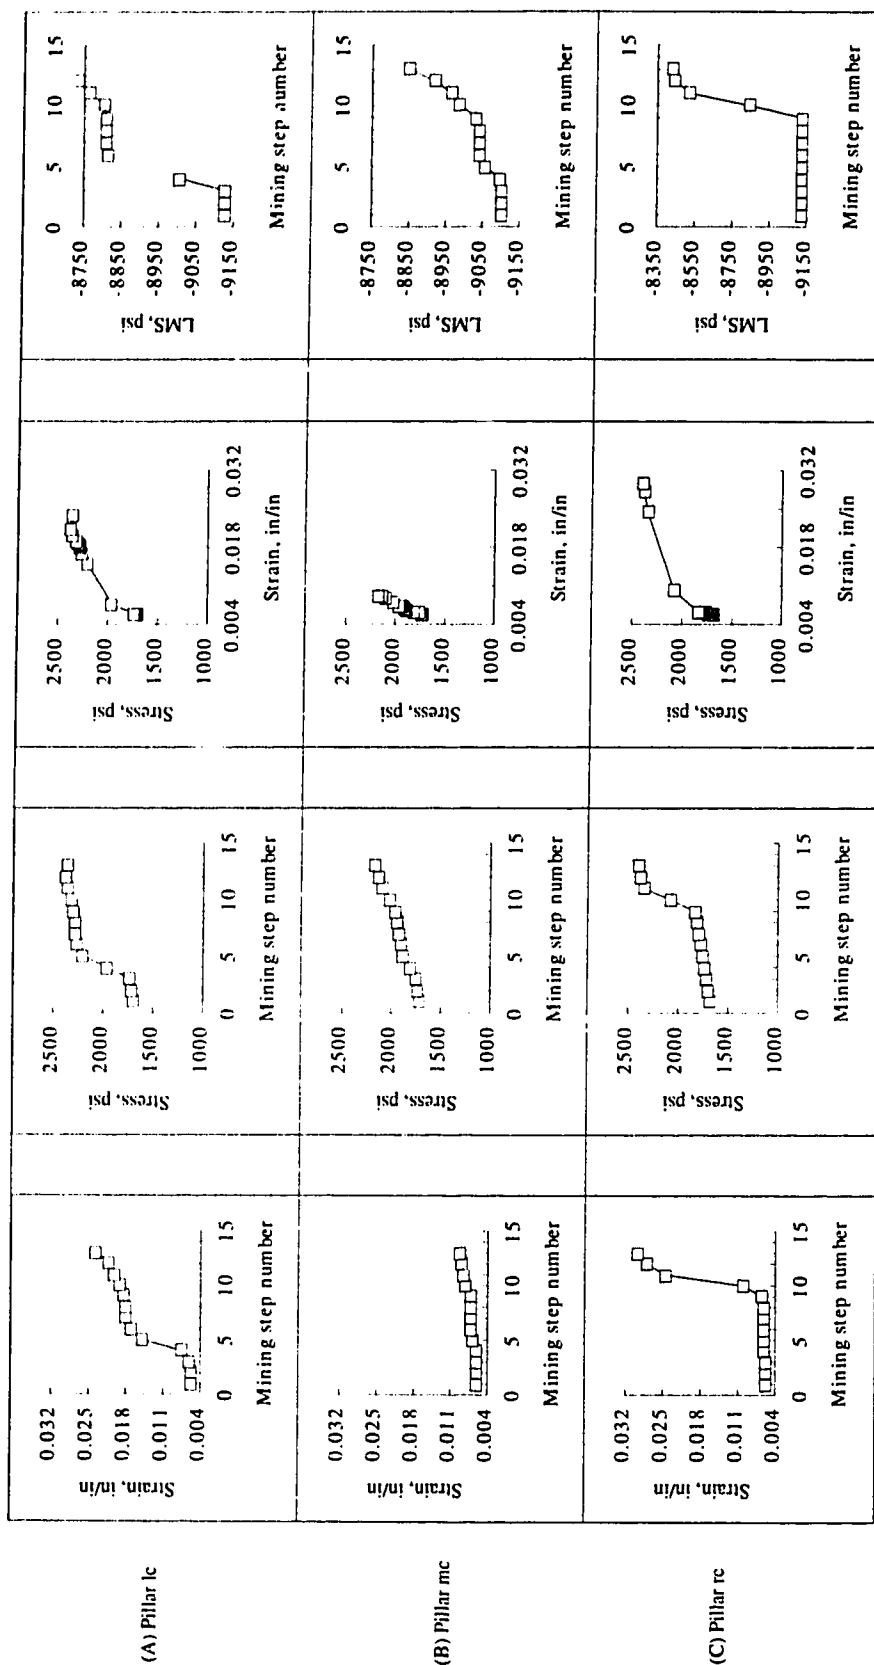 (A) Pillar lc
Strain, in/in
0.032
0.025
0.018
0.011
0.004
0 5 10 15
Mining step number
Stress, psi
2500
2000
1500
1000
0 5 10 15
Mining step number
Stress, psi
2500
2000
1500
1000
0.004 0.018 0.032
Strain, in/in
LMS, psi
-8750
-8850
-8950
-9050
-9150
0 5 10 15
Mining step number
(B) Pillar mc
Strain, in/in
0.032
0.025
0.018
0.011
0.004
0 5 10 15
Mining step number
Stress, psi
2500
2000
1500
1000
0 5 10 15
Mining step number
Stress, psi
2500
2000
1500
1000
0.004 0.018 0.032
Strain, in/in
LMS, psi
-8750
-8850
-8950
-9050
-9150
0 5 10 15
Mining step number
(C) Pillar rc
Strain, in/in
0.032
0.025
0.018
0.011
0.004
0 5 10 15
Mining step number
Stress, psi
2500
2000
1500
1000
0 5 10 15
Mining step number
Stress, psi
2500
2000
1500
1000
0.004 0.018 0.032
Strain, in/in
LMS, psi
-8350
-8550
-8750
-8950
-9150
0 5 10 15
Mining step number